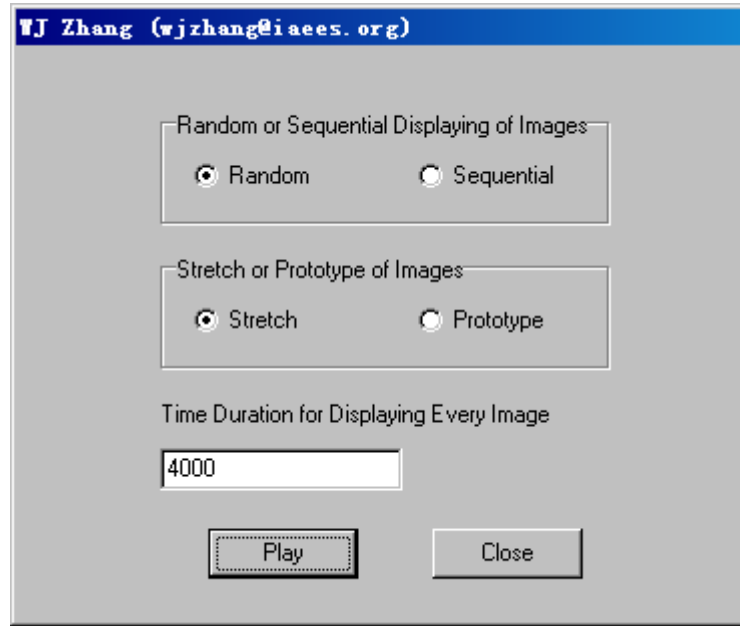 WJ Zhang (wjzhang@iaees.org)
Random or Sequential Displaying of Images
Random Sequential
Stretch or Prototype of Images
Stretch Prototype
Time Duration for Displaying Every Image
4000
Play Close